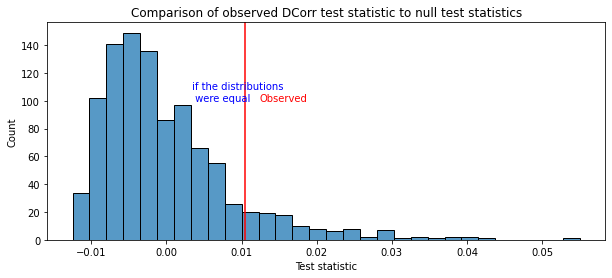 Comparison of observed DCorr test statistic to null test statistics
140
120
100
80
60
40
20
0
Count
if the distributions
were equal
Observed
−0.01
0.00
0.01
0.02
0.03
0.04
0.05
Test statistic